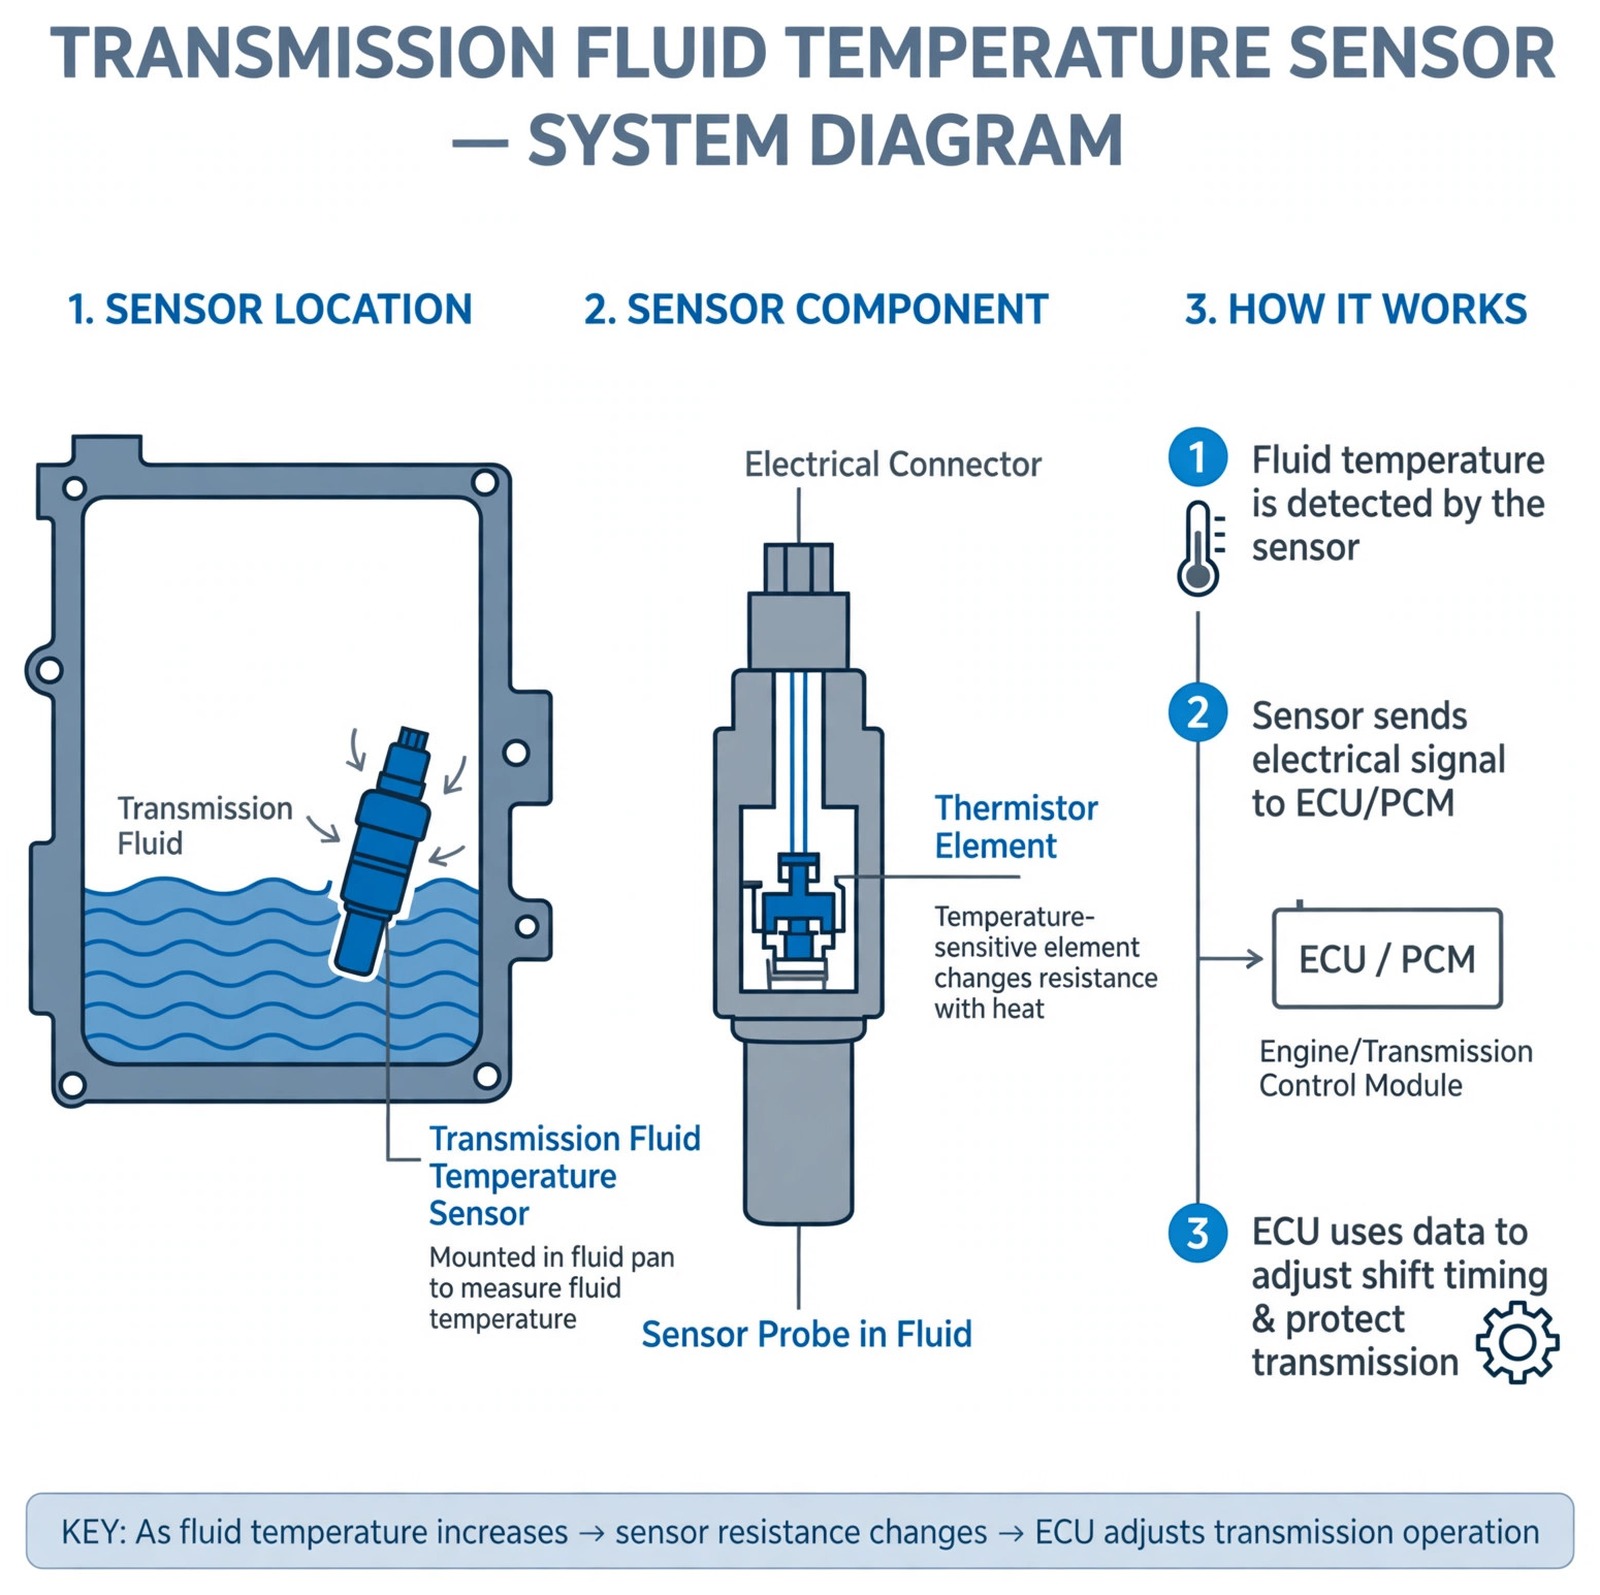 TRANSMISSION FLUID TEMPERATURE SENSOR
— SYSTEM DIAGRAM
1. SENSOR LOCATION
Transmission
Fluid
Transmission Fluid
Temperature
Sensor
Mounted in fluid pan
to measure fluid
temperature
2. SENSOR COMPONENT
Electrical Connector
Thermistor
Element
Temperature-
sensitive element
changes resistance
with heat
Sensor Probe in Fluid
3. HOW IT WORKS
1
Fluid temperature
is detected by the
sensor
2
Sensor sends
electrical signal
to ECU/PCM
ECU / PCM
Engine/Transmission
Control Module
3
ECU uses data to
adjust shift timing
& protect
transmission
KEY: As fluid temperature increases → sensor resistance changes → ECU adjusts transmission operation